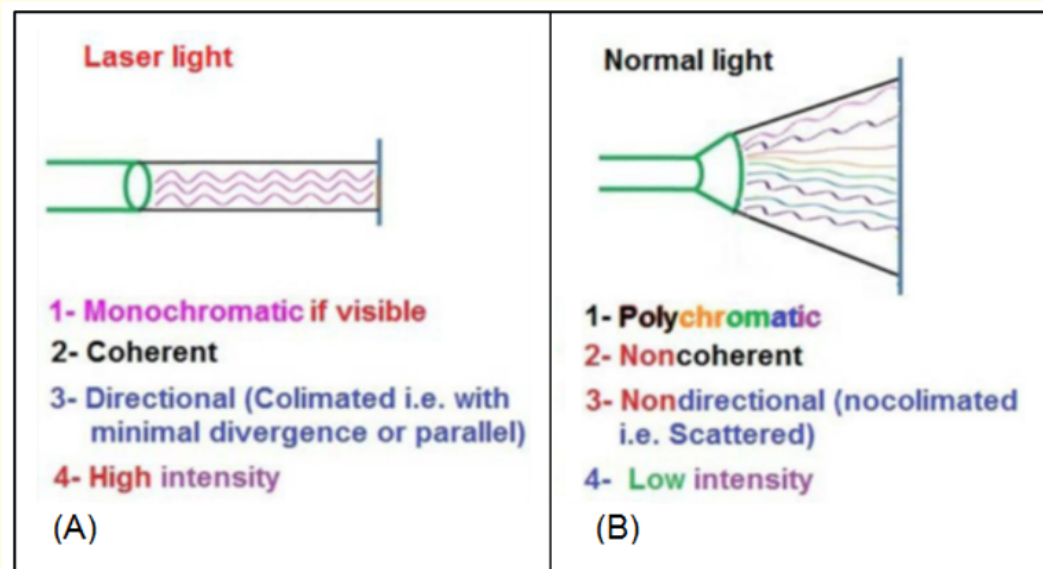 Laser light
1- Monochromatic if visible
2- Coherent
3- Directional (Colimated i.e. with
minimal divergence or parallel)
4- High intensity
(A)
Normal light
1- Polychromatic
2- Noncoherent
3- Nondirectional (nocolimated
i.e. Scattered)
4- Low intensity
(B)